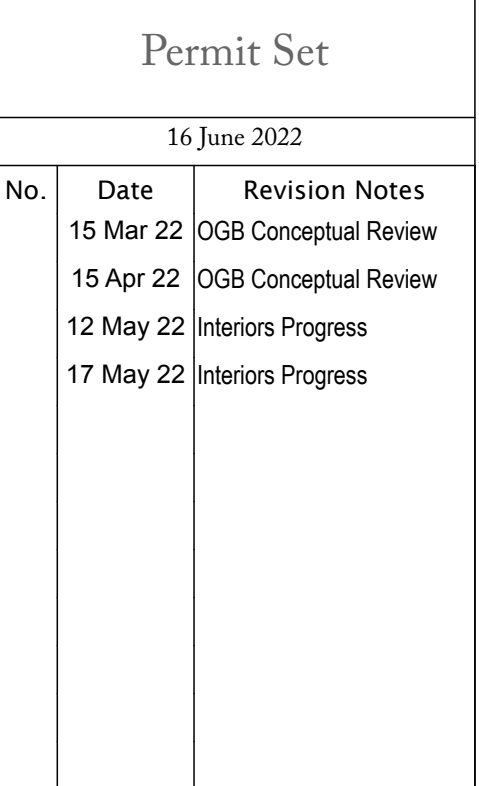 Permit Set
16 June 2022
No. Date Revision Notes
15 Mar 22 OGB Conceptual Review
15 Apr 22 OGB Conceptual Review
12 May 22 Interiors Progress
17 May 22 Interiors Progress